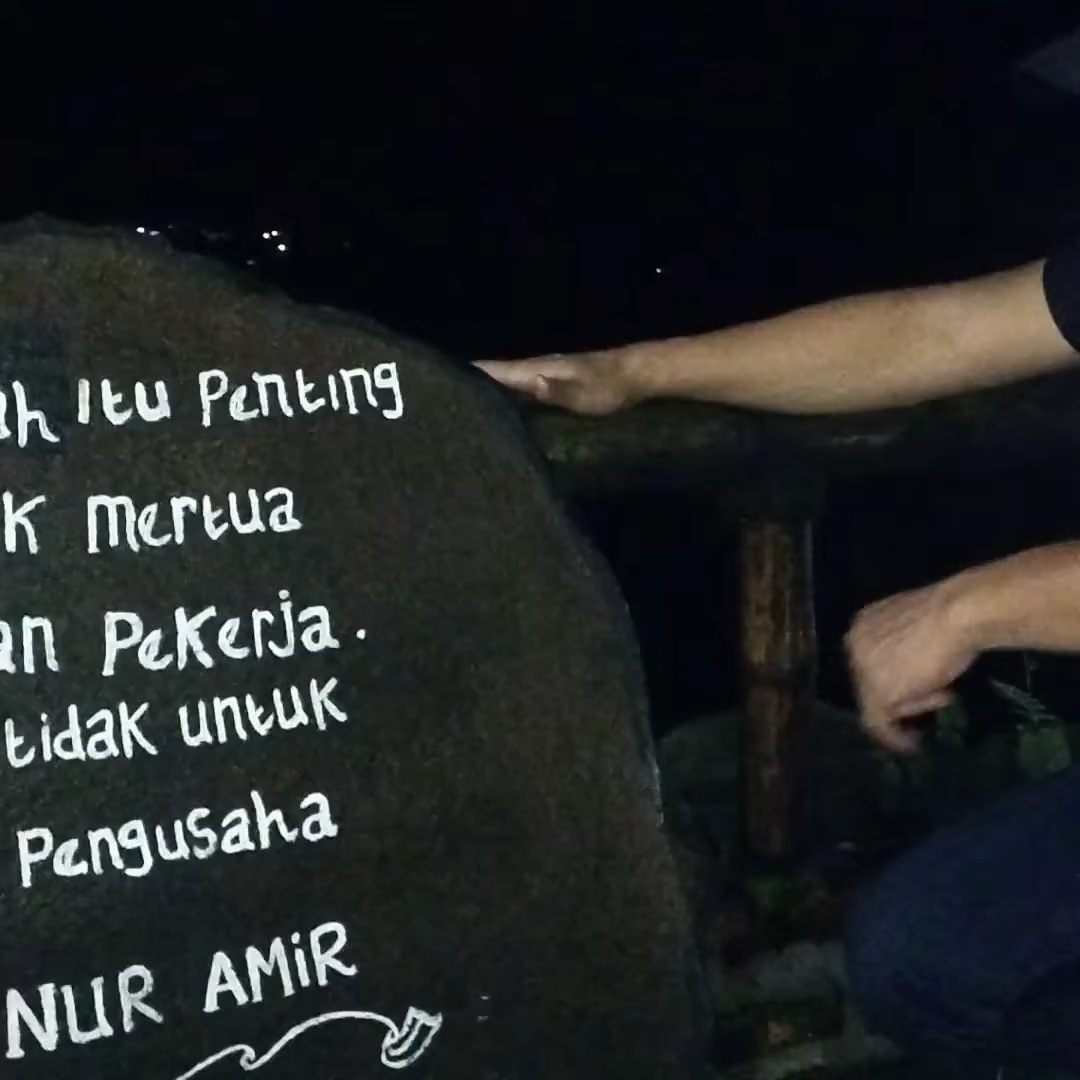 ah Itu Penting
k Mertua
an Pekerja.
tidak untuk
Pengusaha
NUR AMiR